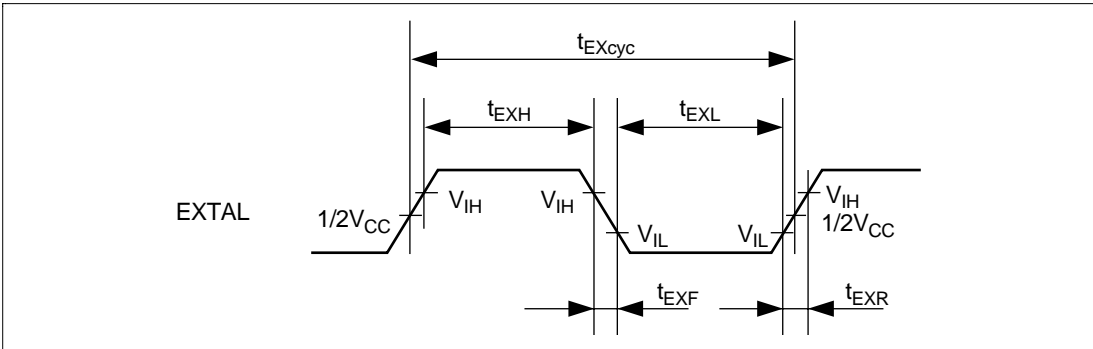 tEXcyc
tEXH tEXL
EXTAL 1/2VCC VIH VIH VIL VIL VIH 1/2VCC
tEXF tEXR